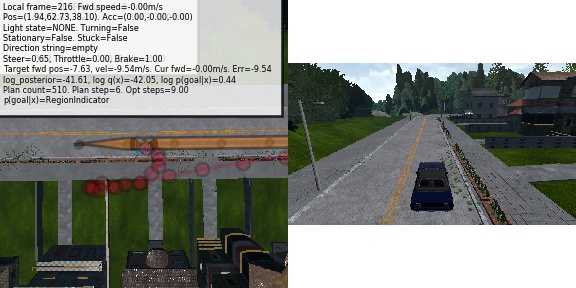 Local frame=216. Fwd speed=-0.00m/s
Pos=(1.94,62.73,38.10). Acc=(0.00,-0.00,-0.00)
Light state=NONE. Turning=False
Stationary=False. Stuck=False
Direction string=empty
Steer=0.65, Throttle=0.00, Brake=1.00
Target fwd pos=-7.63, vel=-9.54m/s. Cur fwd=-0.00m/s. Err=-9.54
log_posterior=-41.61, log q(x)=-42.05, log p(goal|x)=0.44
Plan count=510. Plan step=6. Opt steps=9.00
p(goal|x)=RegionIndicator